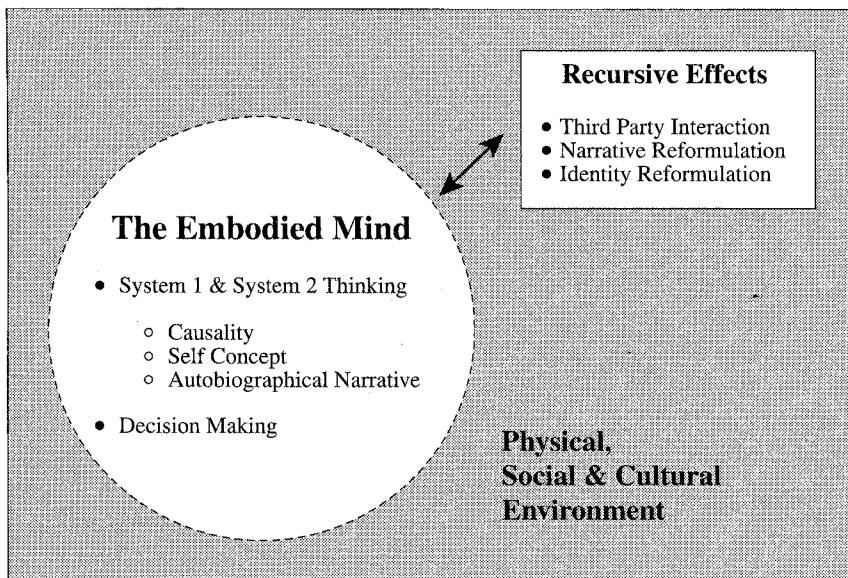 Recursive Effects
● Third Party Interaction
● Narrative Reformulation
● Identity Reformulation
The Embodied Mind
● System 1 & System 2 Thinking
○ Causality
○ Self Concept
○ Autobiographical Narrative
● Decision Making
Physical,
Social & Cultural
Environment